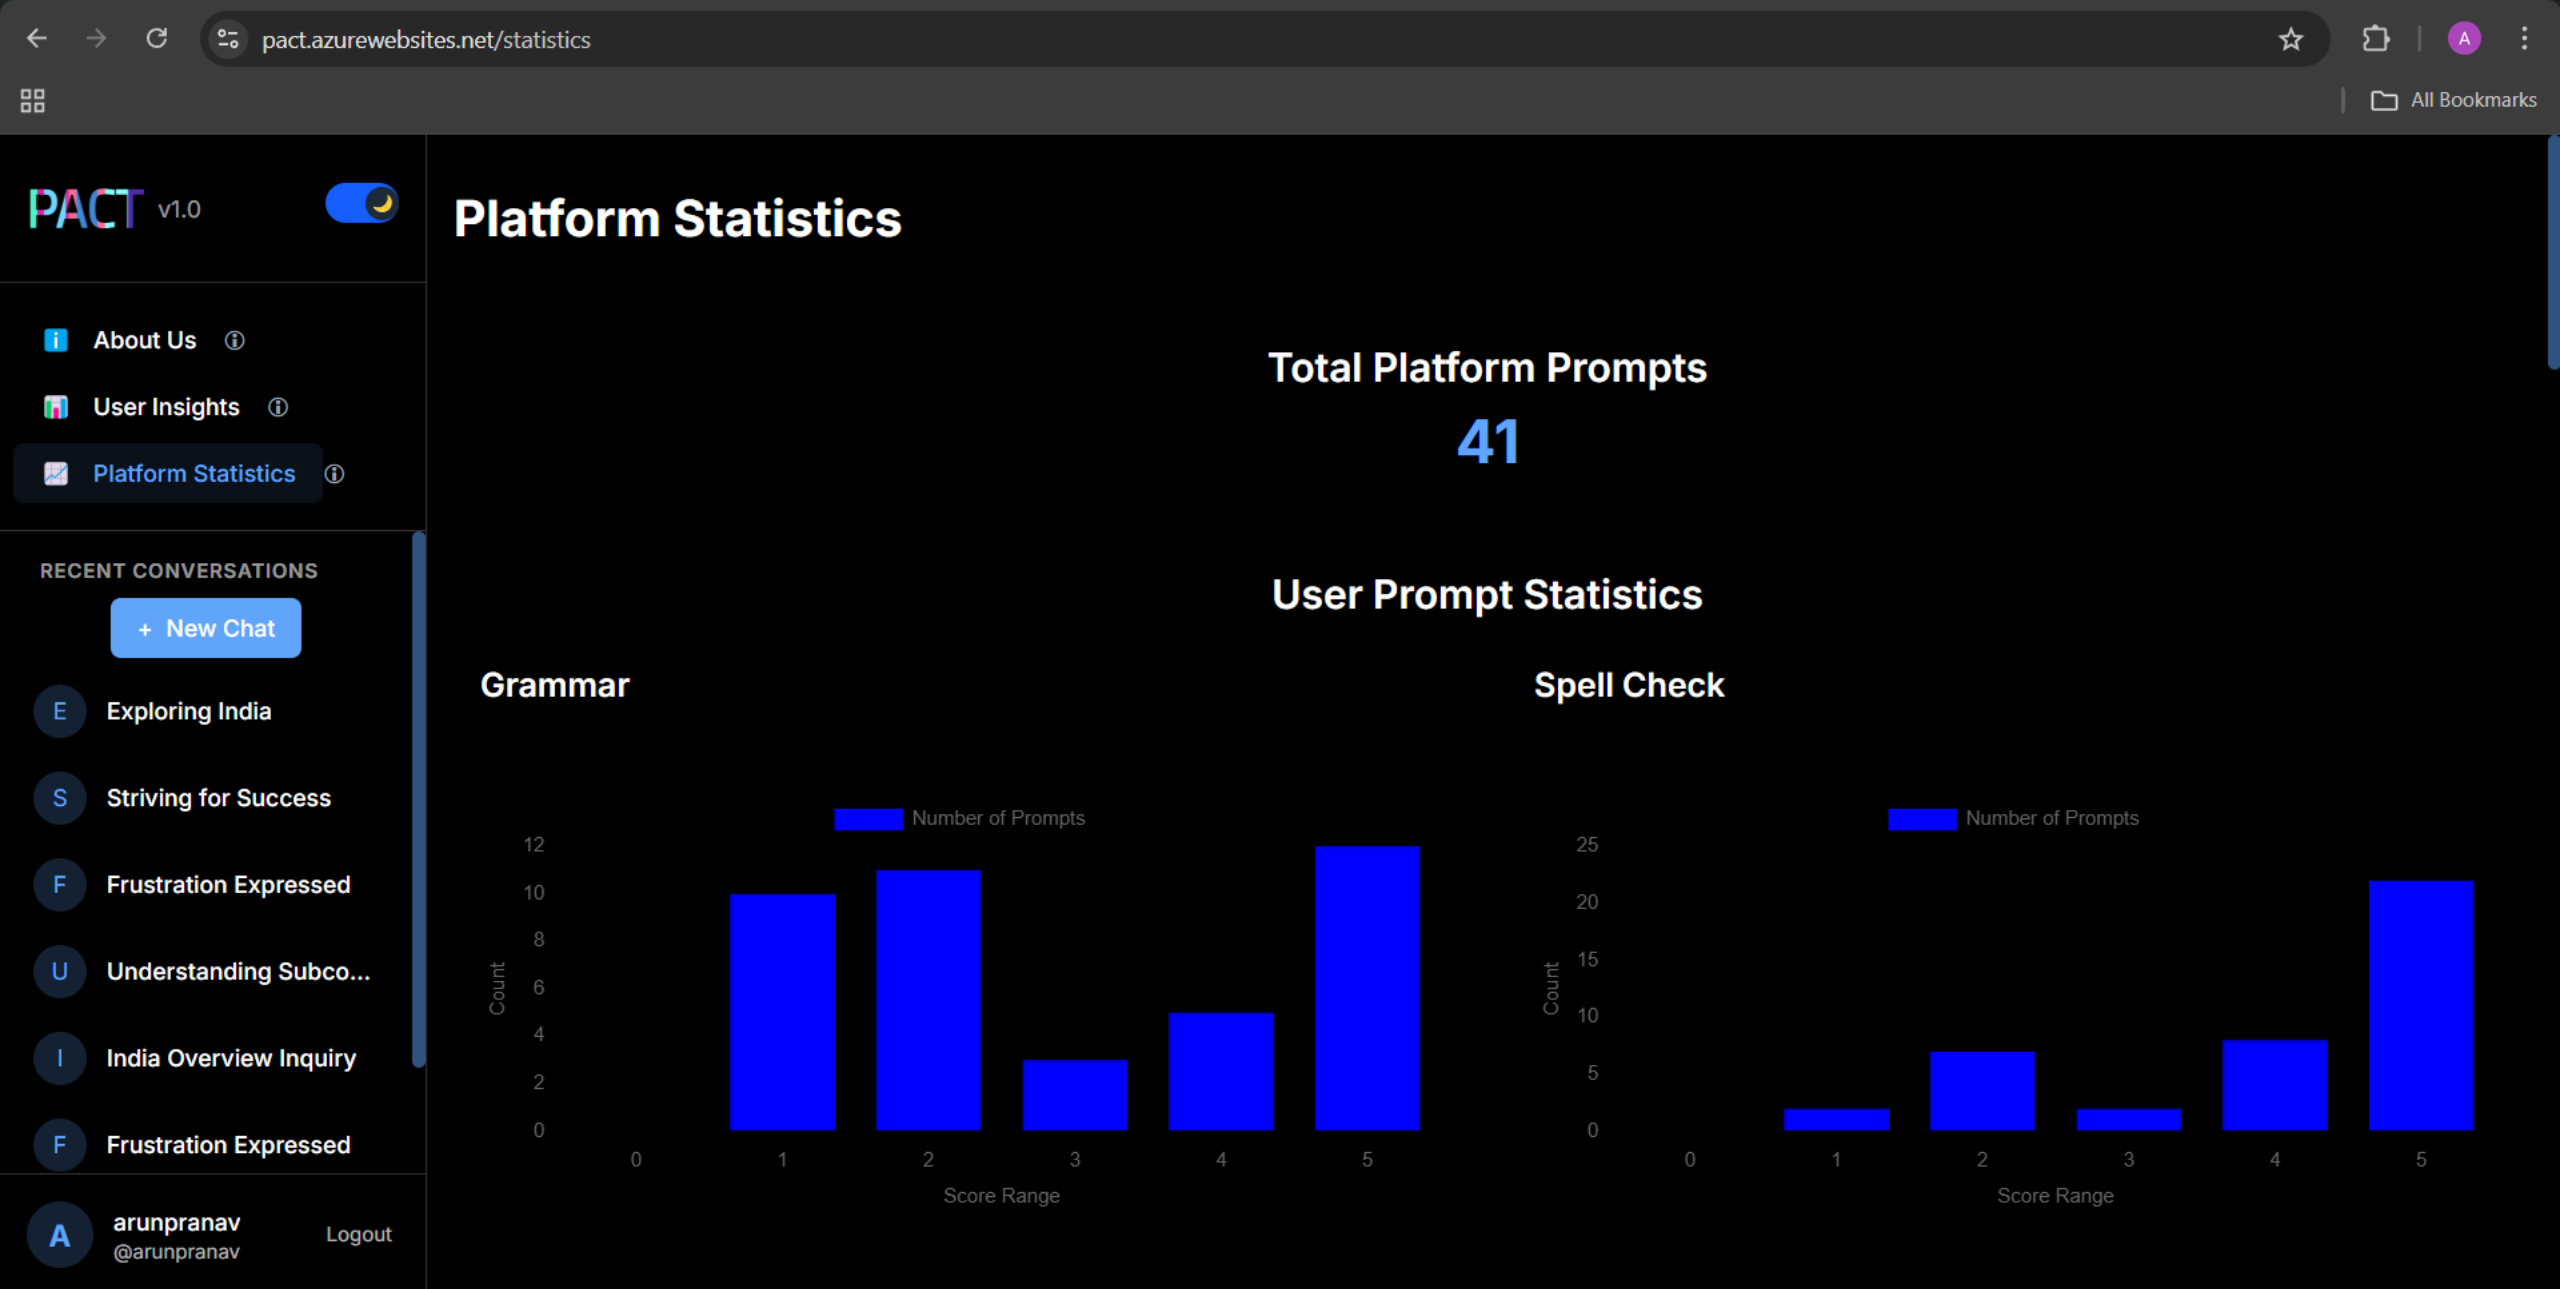 pact.azurewebsites.net/statistics
A
All Bookmarks
PACT v1.0
About Us
User Insights
Platform Statistics
RECENT CONVERSATIONS
+ New Chat
E Exploring India
S Striving for Success
F Frustration Expressed
U Understanding Subco...
I India Overview Inquiry
F Frustration Expressed
A arunpranav
@arunpranav
Logout
Platform Statistics
Total Platform Prompts
41
User Prompt Statistics
Grammar
Number of Prompts
12
10
8
6
4
2
0
Count
0 1 2 3 4 5
Score Range
Spell Check
Number of Prompts
25
20
15
10
5
0
Count
0 1 2 3 4 5
Score Range